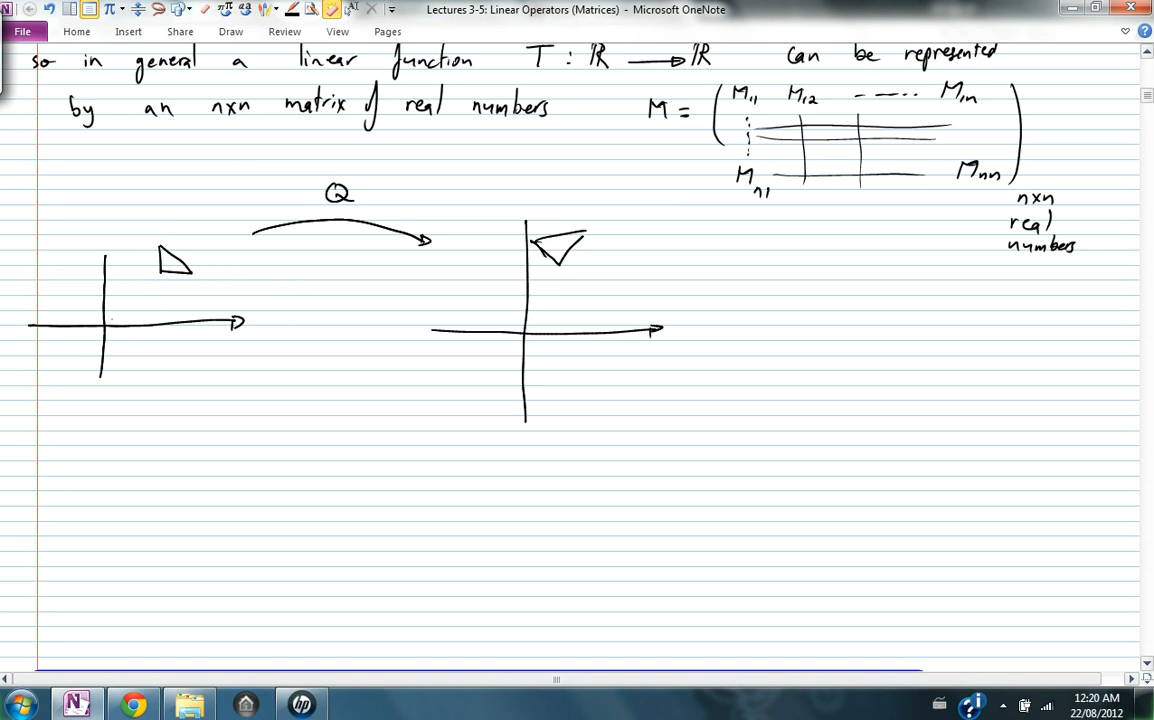 Lectures 3-5: Linear Operators (Matrices) - Microsoft OneNote
File Home Insert Share Draw Review View Pages
so in general a linear function T : ℝ ⟶ ℝ can be represented
by an n×n matrix of real numbers M = ( M11 M12 - - .... M1n
Mn1 Mnn )
n×n
real
numbers
Q
12:20 AM
22/08/2012